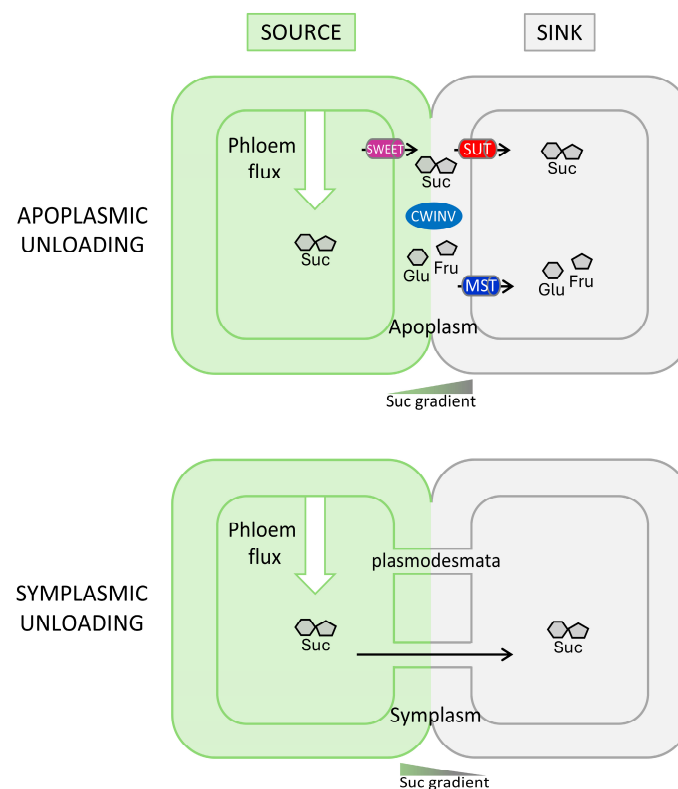 SOURCE
SINK
Phloem
flux
SWEET
SUT
Suc
Suc
APOPLASMIC
UNLOADING
CWINV
Suc
Glu
Fru
MST
Glu
Fru
Apoplasm
Suc gradient
Phloem
flux
plasmodesmata
SYMPLASMIC
UNLOADING
Suc
Suc
Symplasm
Suc gradient